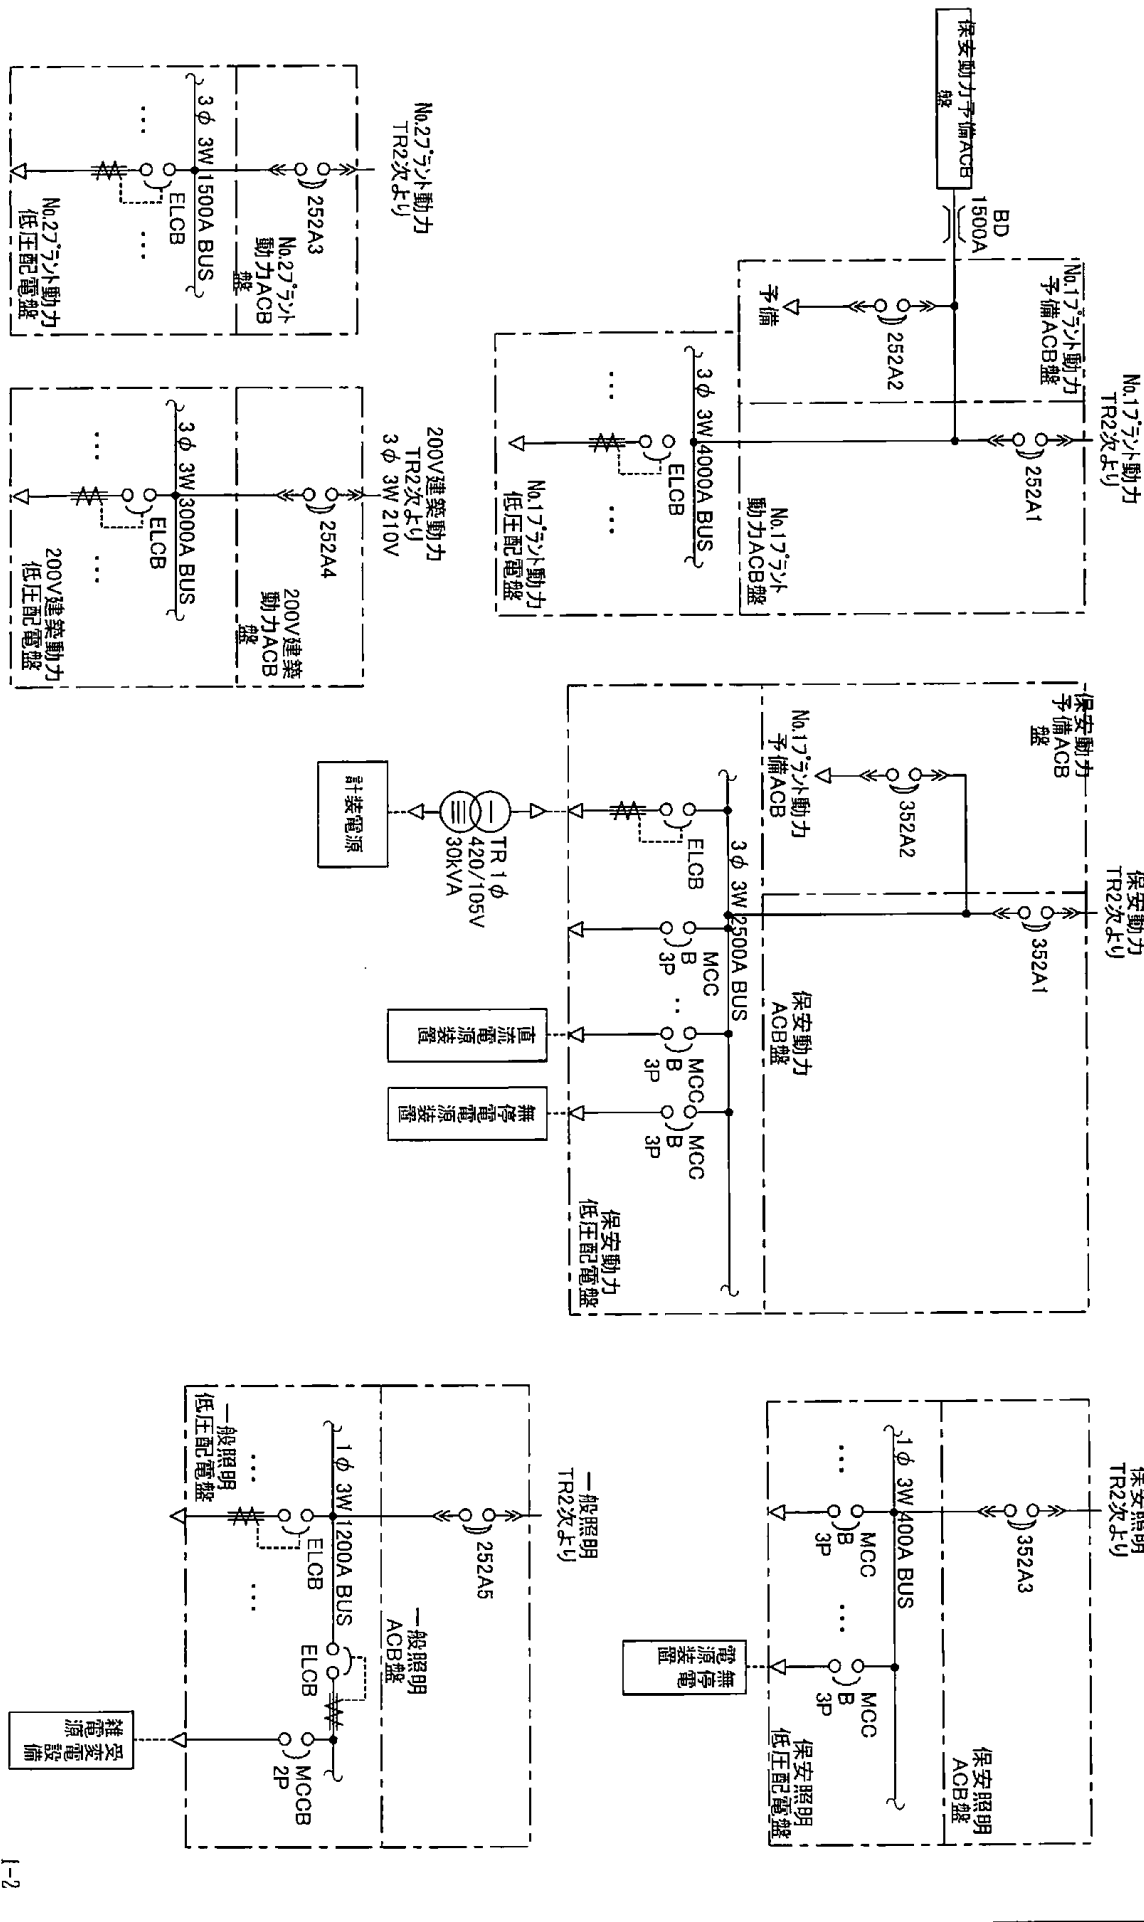 保安動力予備ACB
盤
BD
1500A
No.1プラント動力
予備ACB盤
252A2
予備
No.1プラント動力
TR2次より
252A1
No.1プラント
動力ACB盤
3φ 3W 4000A BUS
ELCB
…
…
No.1プラント動力
低圧配電盤
No.2プラント動力
TR2次より
252A3
No.2プラント
動力ACB
盤
3φ 3W 1500A BUS
ELCB
…
…
No.2プラント動力
低圧配電盤
200V建築動力
TR2次より
3φ 3W 210V
252A4
200V建築
動力ACB
盤
3φ 3W 3000A BUS
ELCB
…
…
200V建築動力
低圧配電盤
保安動力
TR2次より
352A1
保安動力
予備ACB
盤
352A2
No.1プラント動力
予備ACB
保安動力
ACB盤
3φ 3W 2500A BUS
ELCB
MCC
B
3P
‥
MCC
B
3P
MCC
B
3P
保安動力
低圧配電盤
TR 1φ
420/105V
30kVA
計装電源
直流電源装置
無停電電源装置
保安照明
TR2次より
352A3
保安照明
ACB盤
1φ 3W 400A BUS
…
MCC
B
3P
…
MCC
B
3P
保安照明
低圧配電盤
無停電
電源装置
一般照明
TR2次より
252A5
一般照明
ACB盤
1φ 3W 1200A BUS
ELCB
…
…
ELCB
MCCB
2P
一般照明
低圧配電盤
受変電設備
雑電源
1-2